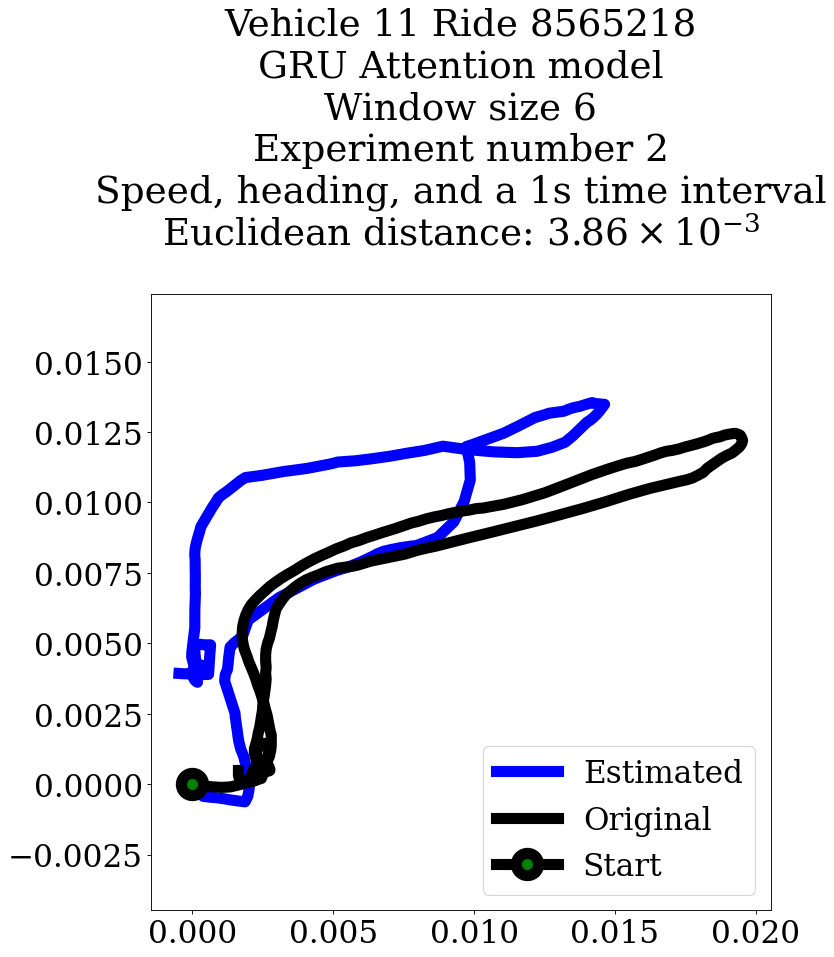 Vehicle 11 Ride 8565218
GRU Attention model
Window size 6
Experiment number 2
Speed, heading, and a 1s time interval
Euclidean distance: 3.86 × 10⁻³
0.0150
0.0125
0.0100
0.0075
0.0050
0.0025
0.0000
−0.0025
Estimated
Original
Start
0.000 0.005 0.010 0.015 0.020